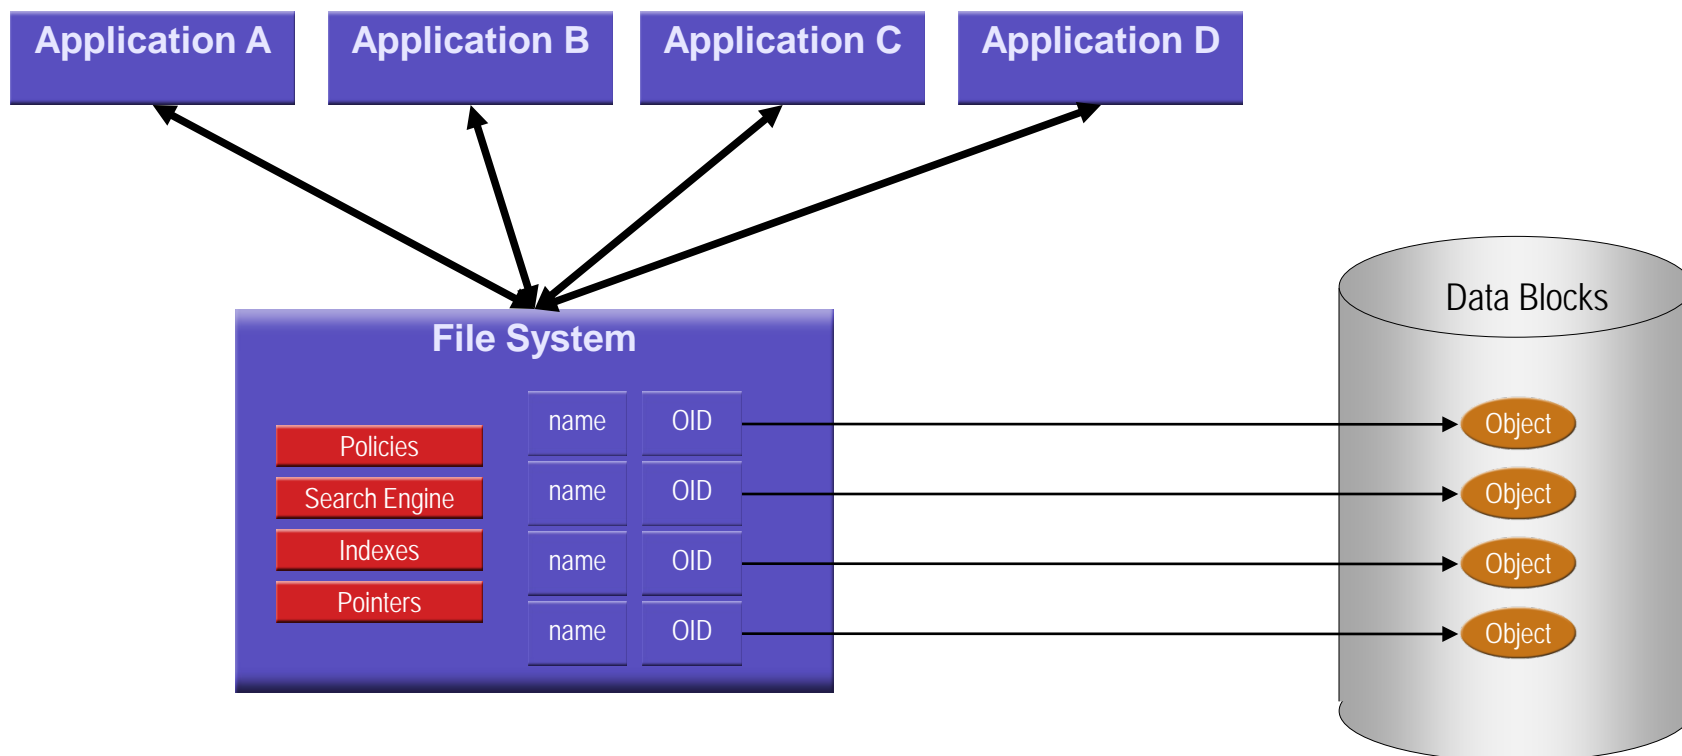 Application A
Application B
Application C
Application D
File System
Data Blocks
Policies
Search Engine
Indexes
Pointers
name
OID
Object
name
OID
Object
name
OID
Object
name
OID
Object